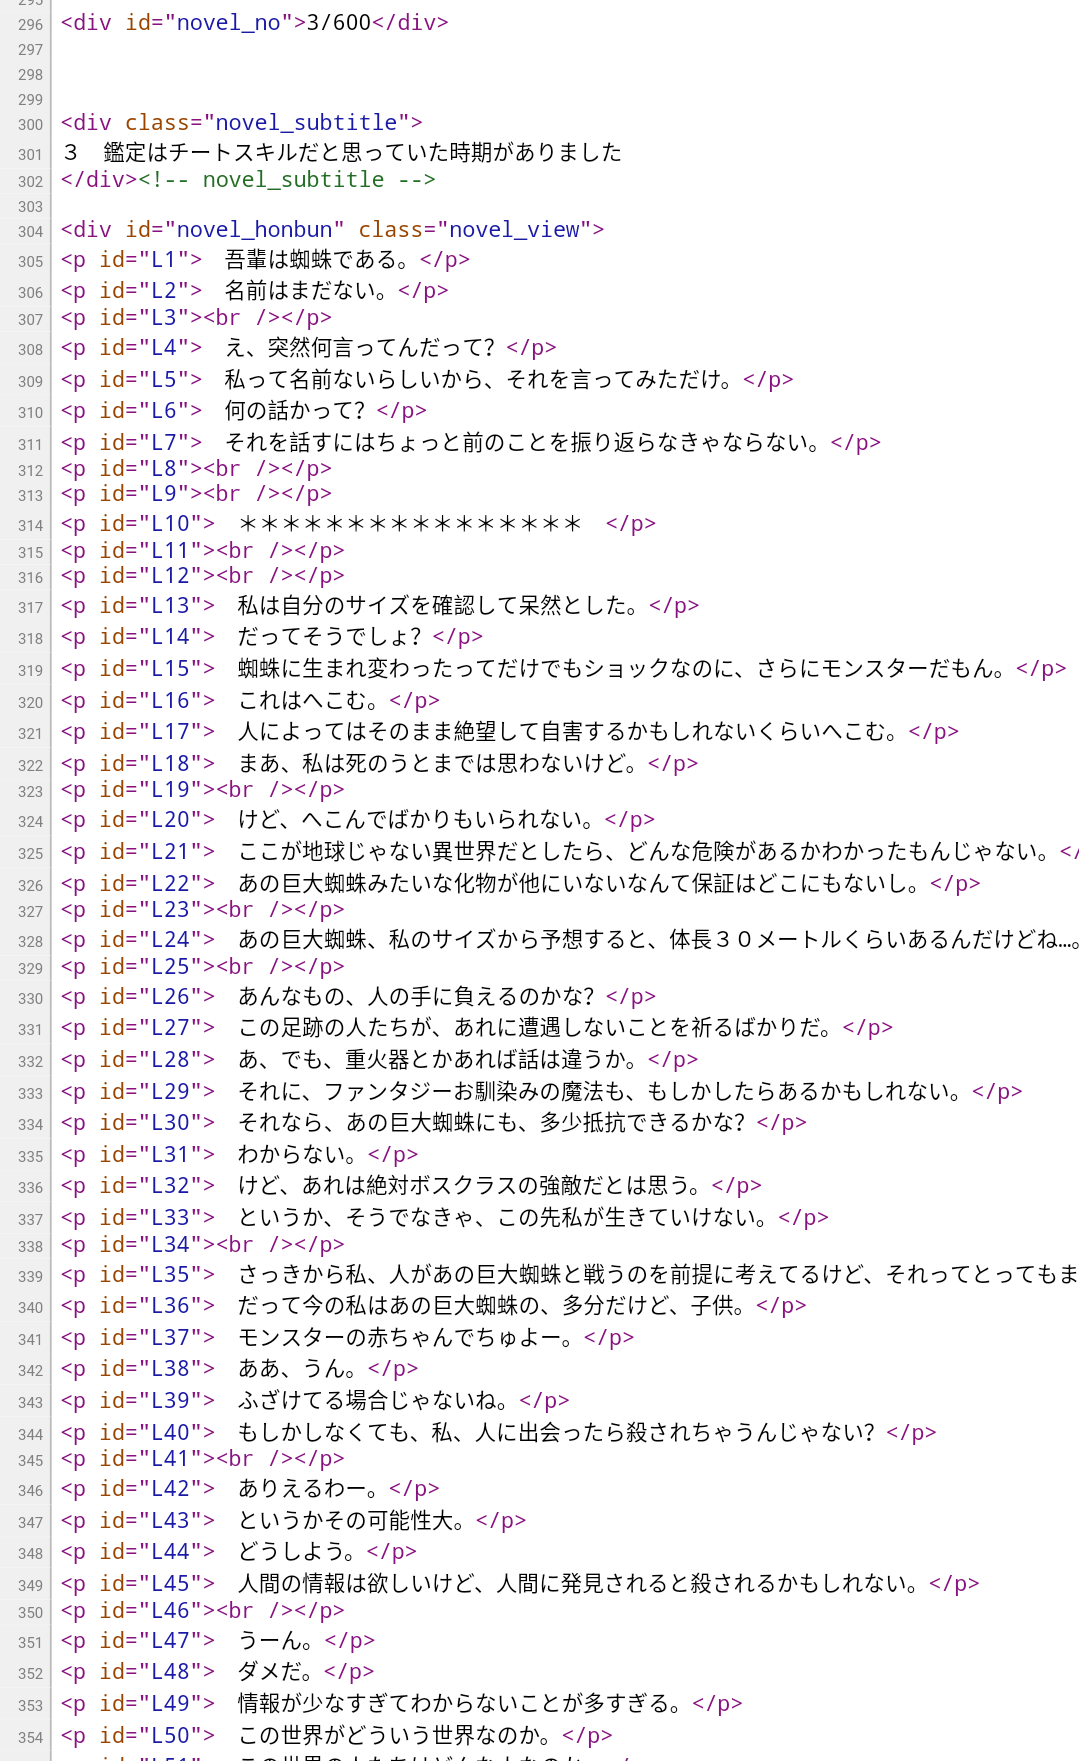 295
296 <div id="novel_no">3/600</div>
297
298
299
300 <div class="novel_subtitle">
301 ３　鑑定はチートスキルだと思っていた時期がありました
302 </div><!-- novel_subtitle -->
303
304 <div id="novel_honbun" class="novel_view">
305 <p id="L1">　吾輩は蜘蛛である。</p>
306 <p id="L2">　名前はまだない。</p>
307 <p id="L3"><br /></p>
308 <p id="L4">　え、突然何言ってんだって？</p>
309 <p id="L5">　私って名前ないらしいから、それを言ってみただけ。</p>
310 <p id="L6">　何の話かって？</p>
311 <p id="L7">　それを話すにはちょっと前のことを振り返らなきゃならない。</p>
312 <p id="L8"><br /></p>
313 <p id="L9"><br /></p>
314 <p id="L10">　＊＊＊＊＊＊＊＊＊＊＊＊＊＊＊＊　</p>
315 <p id="L11"><br /></p>
316 <p id="L12"><br /></p>
317 <p id="L13">　私は自分のサイズを確認して呆然とした。</p>
318 <p id="L14">　だってそうでしょ？</p>
319 <p id="L15">　蜘蛛に生まれ変わったってだけでもショックなのに、さらにモンスターだもん。</p>
320 <p id="L16">　これはへこむ。</p>
321 <p id="L17">　人によってはそのまま絶望して自害するかもしれないくらいへこむ。</p>
322 <p id="L18">　まあ、私は死のうとまでは思わないけど。</p>
323 <p id="L19"><br /></p>
324 <p id="L20">　けど、へこんでばかりもいられない。</p>
325 <p id="L21">　ここが地球じゃない異世界だとしたら、どんな危険があるかわかったもんじゃない。</
326 <p id="L22">　あの巨大蜘蛛みたいな化物が他にいないなんて保証はどこにもないし。</p>
327 <p id="L23"><br /></p>
328 <p id="L24">　あの巨大蜘蛛、私のサイズから予想すると、体長３０メートルくらいあるんだけどね…。
329 <p id="L25"><br /></p>
330 <p id="L26">　あんなもの、人の手に負えるのかな？</p>
331 <p id="L27">　この足跡の人たちが、あれに遭遇しないことを祈るばかりだ。</p>
332 <p id="L28">　あ、でも、重火器とかあれば話は違うか。</p>
333 <p id="L29">　それに、ファンタジーお馴染みの魔法も、もしかしたらあるかもしれない。</p>
334 <p id="L30">　それなら、あの巨大蜘蛛にも、多少抵抗できるかな？</p>
335 <p id="L31">　わからない。</p>
336 <p id="L32">　けど、あれは絶対ボスクラスの強敵だとは思う。</p>
337 <p id="L33">　というか、そうでなきゃ、この先私が生きていけない。</p>
338 <p id="L34"><br /></p>
339 <p id="L35">　さっきから私、人があの巨大蜘蛛と戦うのを前提に考えてるけど、それってとってもま
340 <p id="L36">　だって今の私はあの巨大蜘蛛の、多分だけど、子供。</p>
341 <p id="L37">　モンスターの赤ちゃんでちゅよー。</p>
342 <p id="L38">　ああ、うん。</p>
343 <p id="L39">　ふざけてる場合じゃないね。</p>
344 <p id="L40">　もしかしなくても、私、人に出会ったら殺されちゃうんじゃない？</p>
345 <p id="L41"><br /></p>
346 <p id="L42">　ありえるわー。</p>
347 <p id="L43">　というかその可能性大。</p>
348 <p id="L44">　どうしよう。</p>
349 <p id="L45">　人間の情報は欲しいけど、人間に発見されると殺されるかもしれない。</p>
350 <p id="L46"><br /></p>
351 <p id="L47">　うーん。</p>
352 <p id="L48">　ダメだ。</p>
353 <p id="L49">　情報が少なすぎてわからないことが多すぎる。</p>
354 <p id="L50">　この世界がどういう世界なのか。</p>